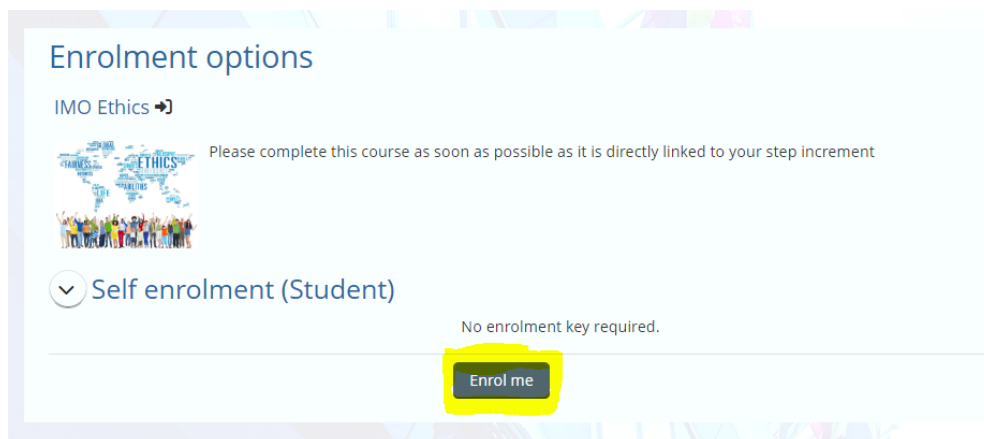 Enrolment options
IMO Ethics
ETHICS
Please complete this course as soon as possible as it is directly linked to your step increment
Self enrolment (Student)
No enrolment key required.
Enrol me